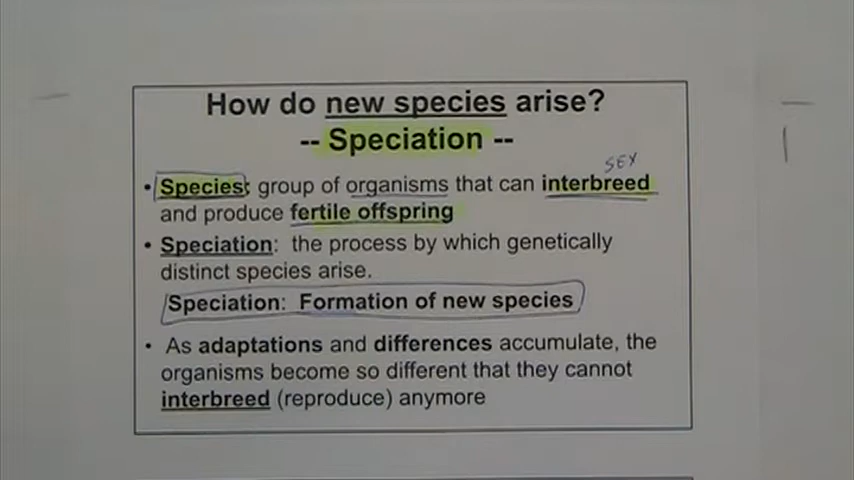 How do new species arise?
-- Speciation --
SEX
• Species: group of organisms that can interbreed
and produce fertile offspring
• Speciation: the process by which genetically
distinct species arise.
Speciation: Formation of new species
• As adaptations and differences accumulate, the
organisms become so different that they cannot
interbreed (reproduce) anymore